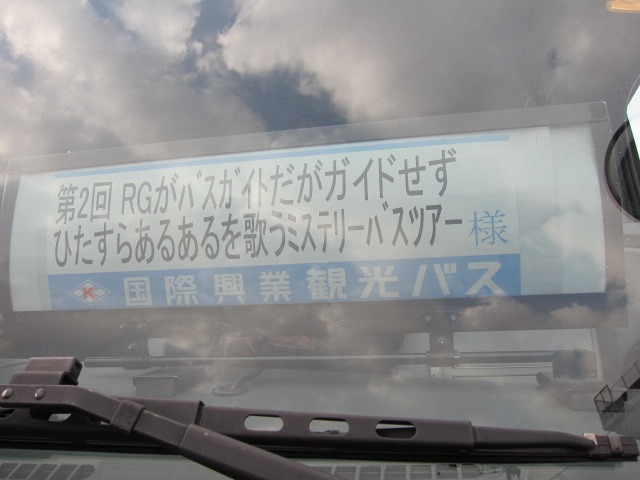 第2回 RGがﾊﾞｽｶﾞｲﾄﾞだがガイドせず
ひたすらあるあるを歌うﾐｽﾃﾘｰﾊﾞｽﾂｱｰ様
K 国際興業観光バス